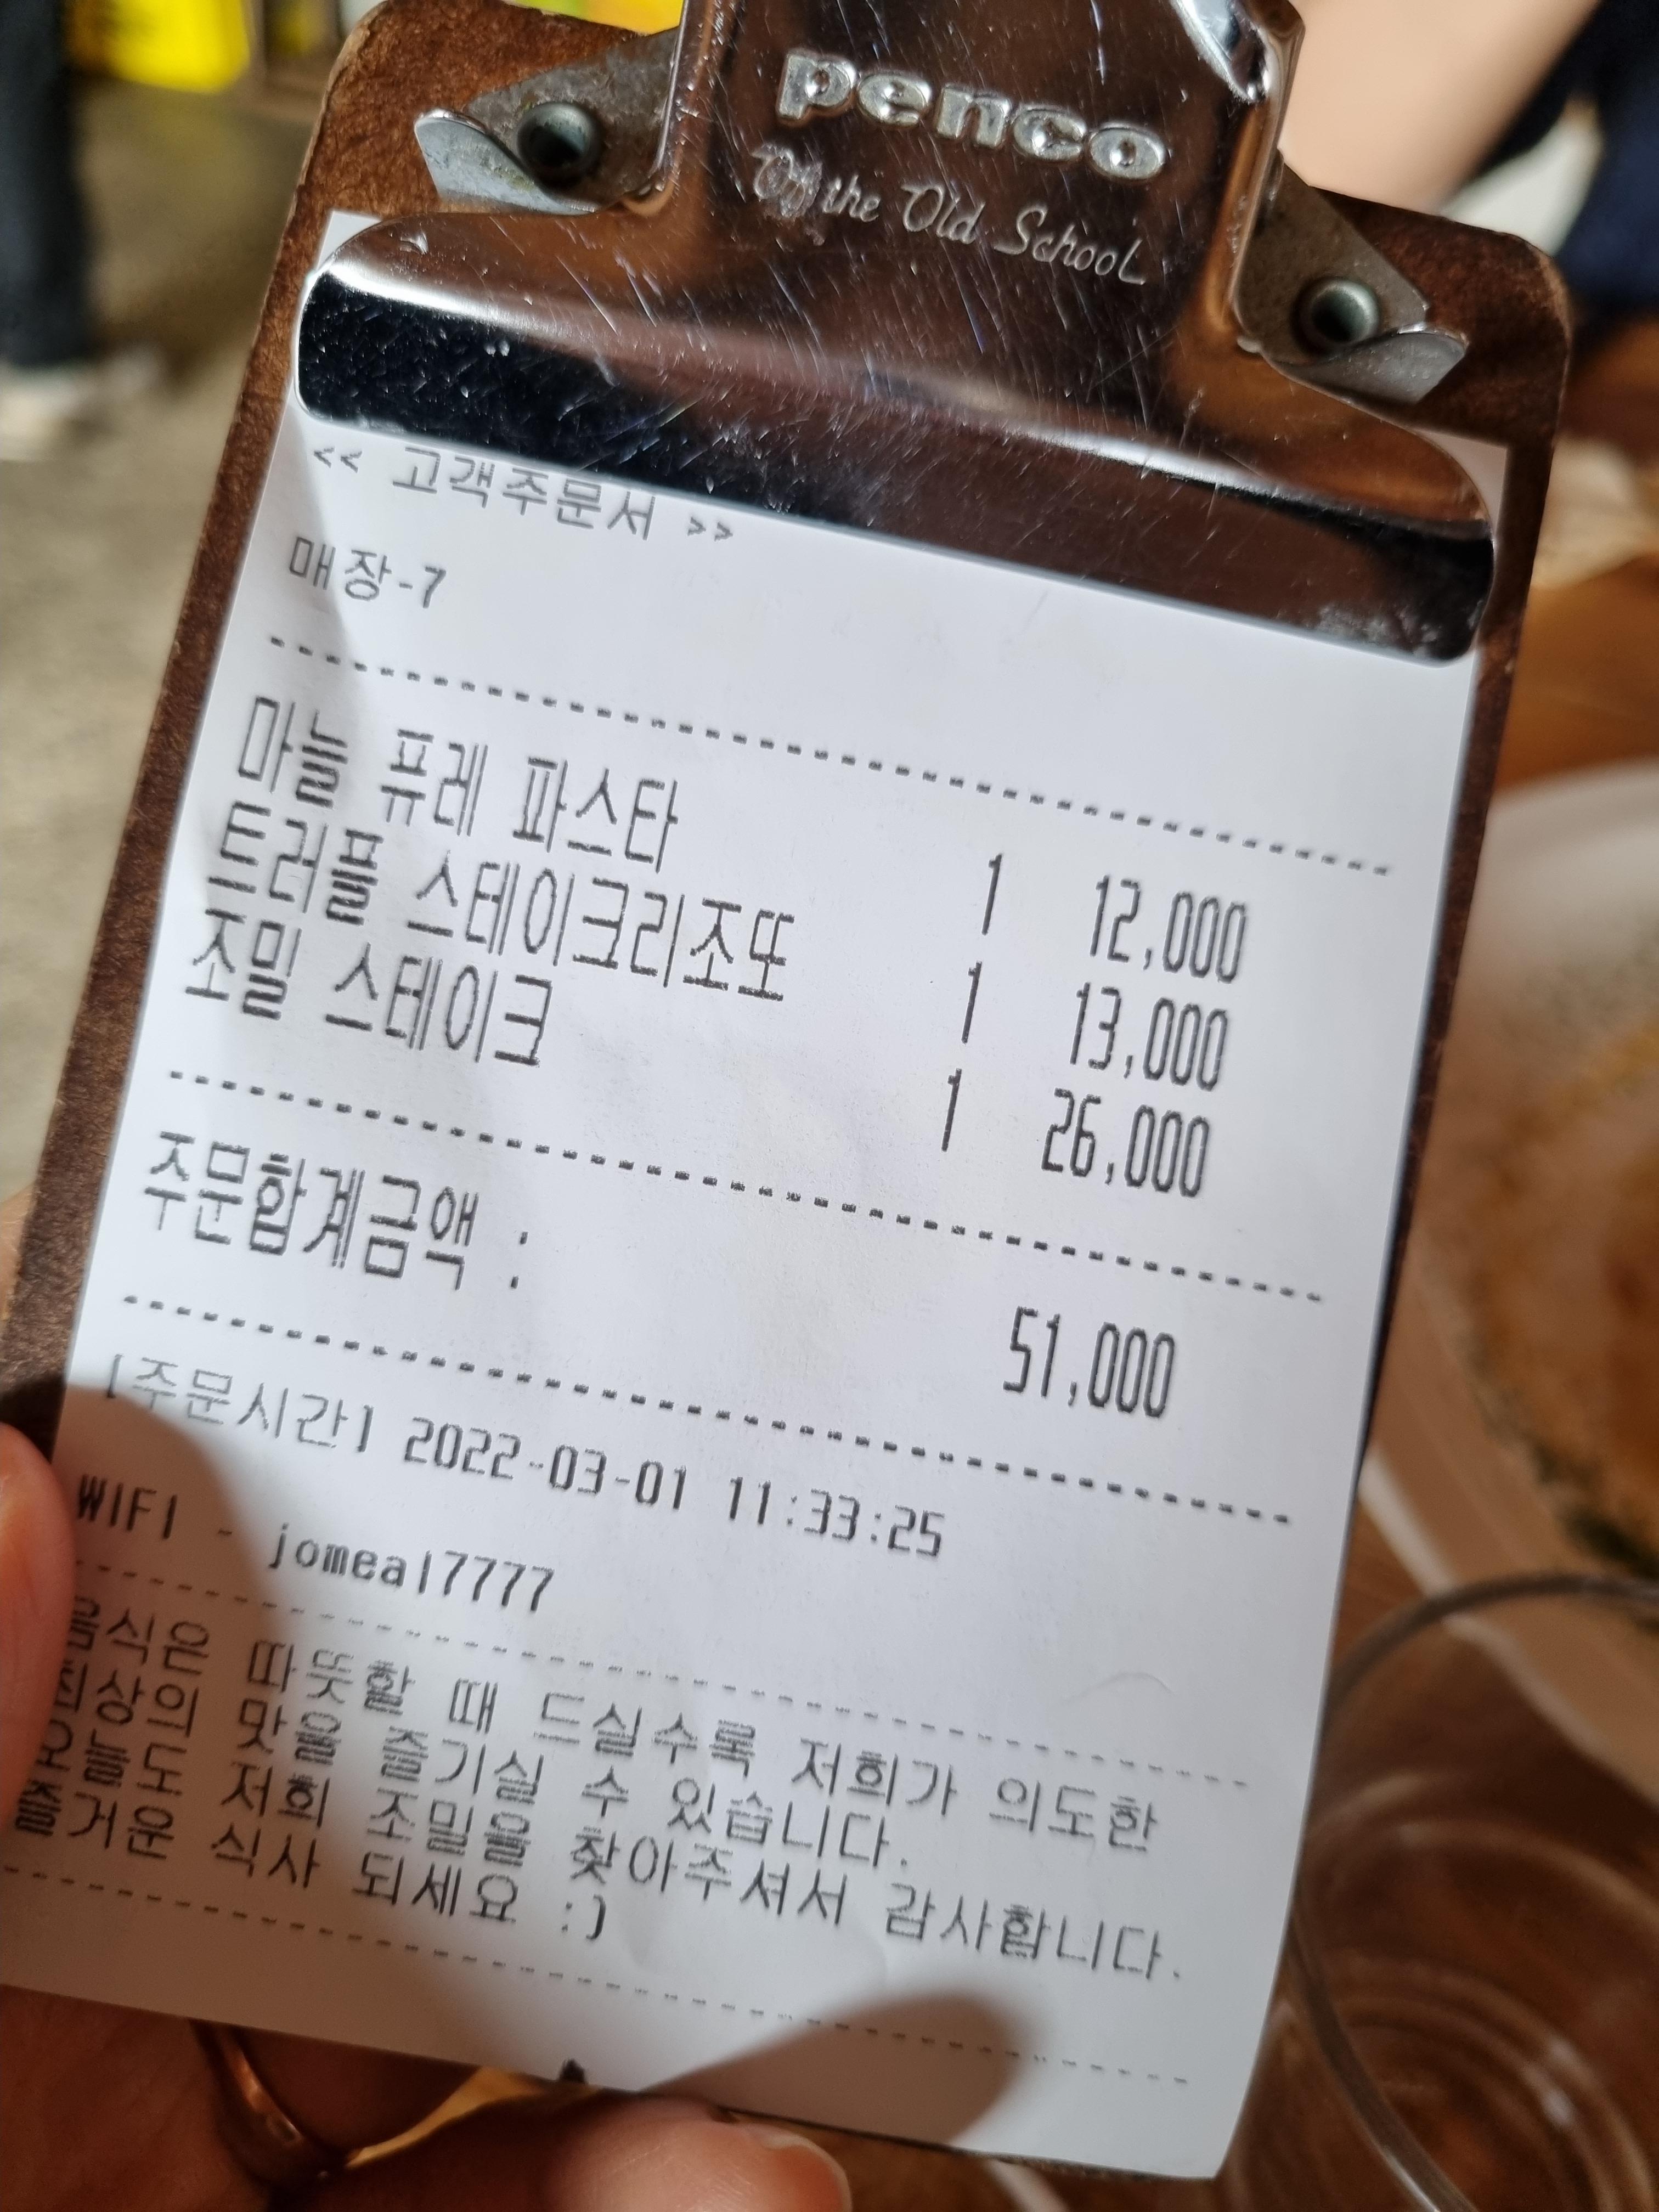 penco
Of the Old School
<< 고객주문서 >>
매장-7
마늘 퓨레 파스타 1 12,000
트러플 스테이크리조또 1 13,000
조밀 스테이크 1 26,000
주문합계금액 : 51,000
[주문시간] 2022-03-01 11:33:25
WIFI - jomeal7777
음식은 따뜻할 때 드실수록 저희가 의도한
최상의 맛을 즐기실 수 있습니다.
오늘도 저희 조밀을 찾아주셔서 감사합니다.
즐거운 식사 되세요 :)